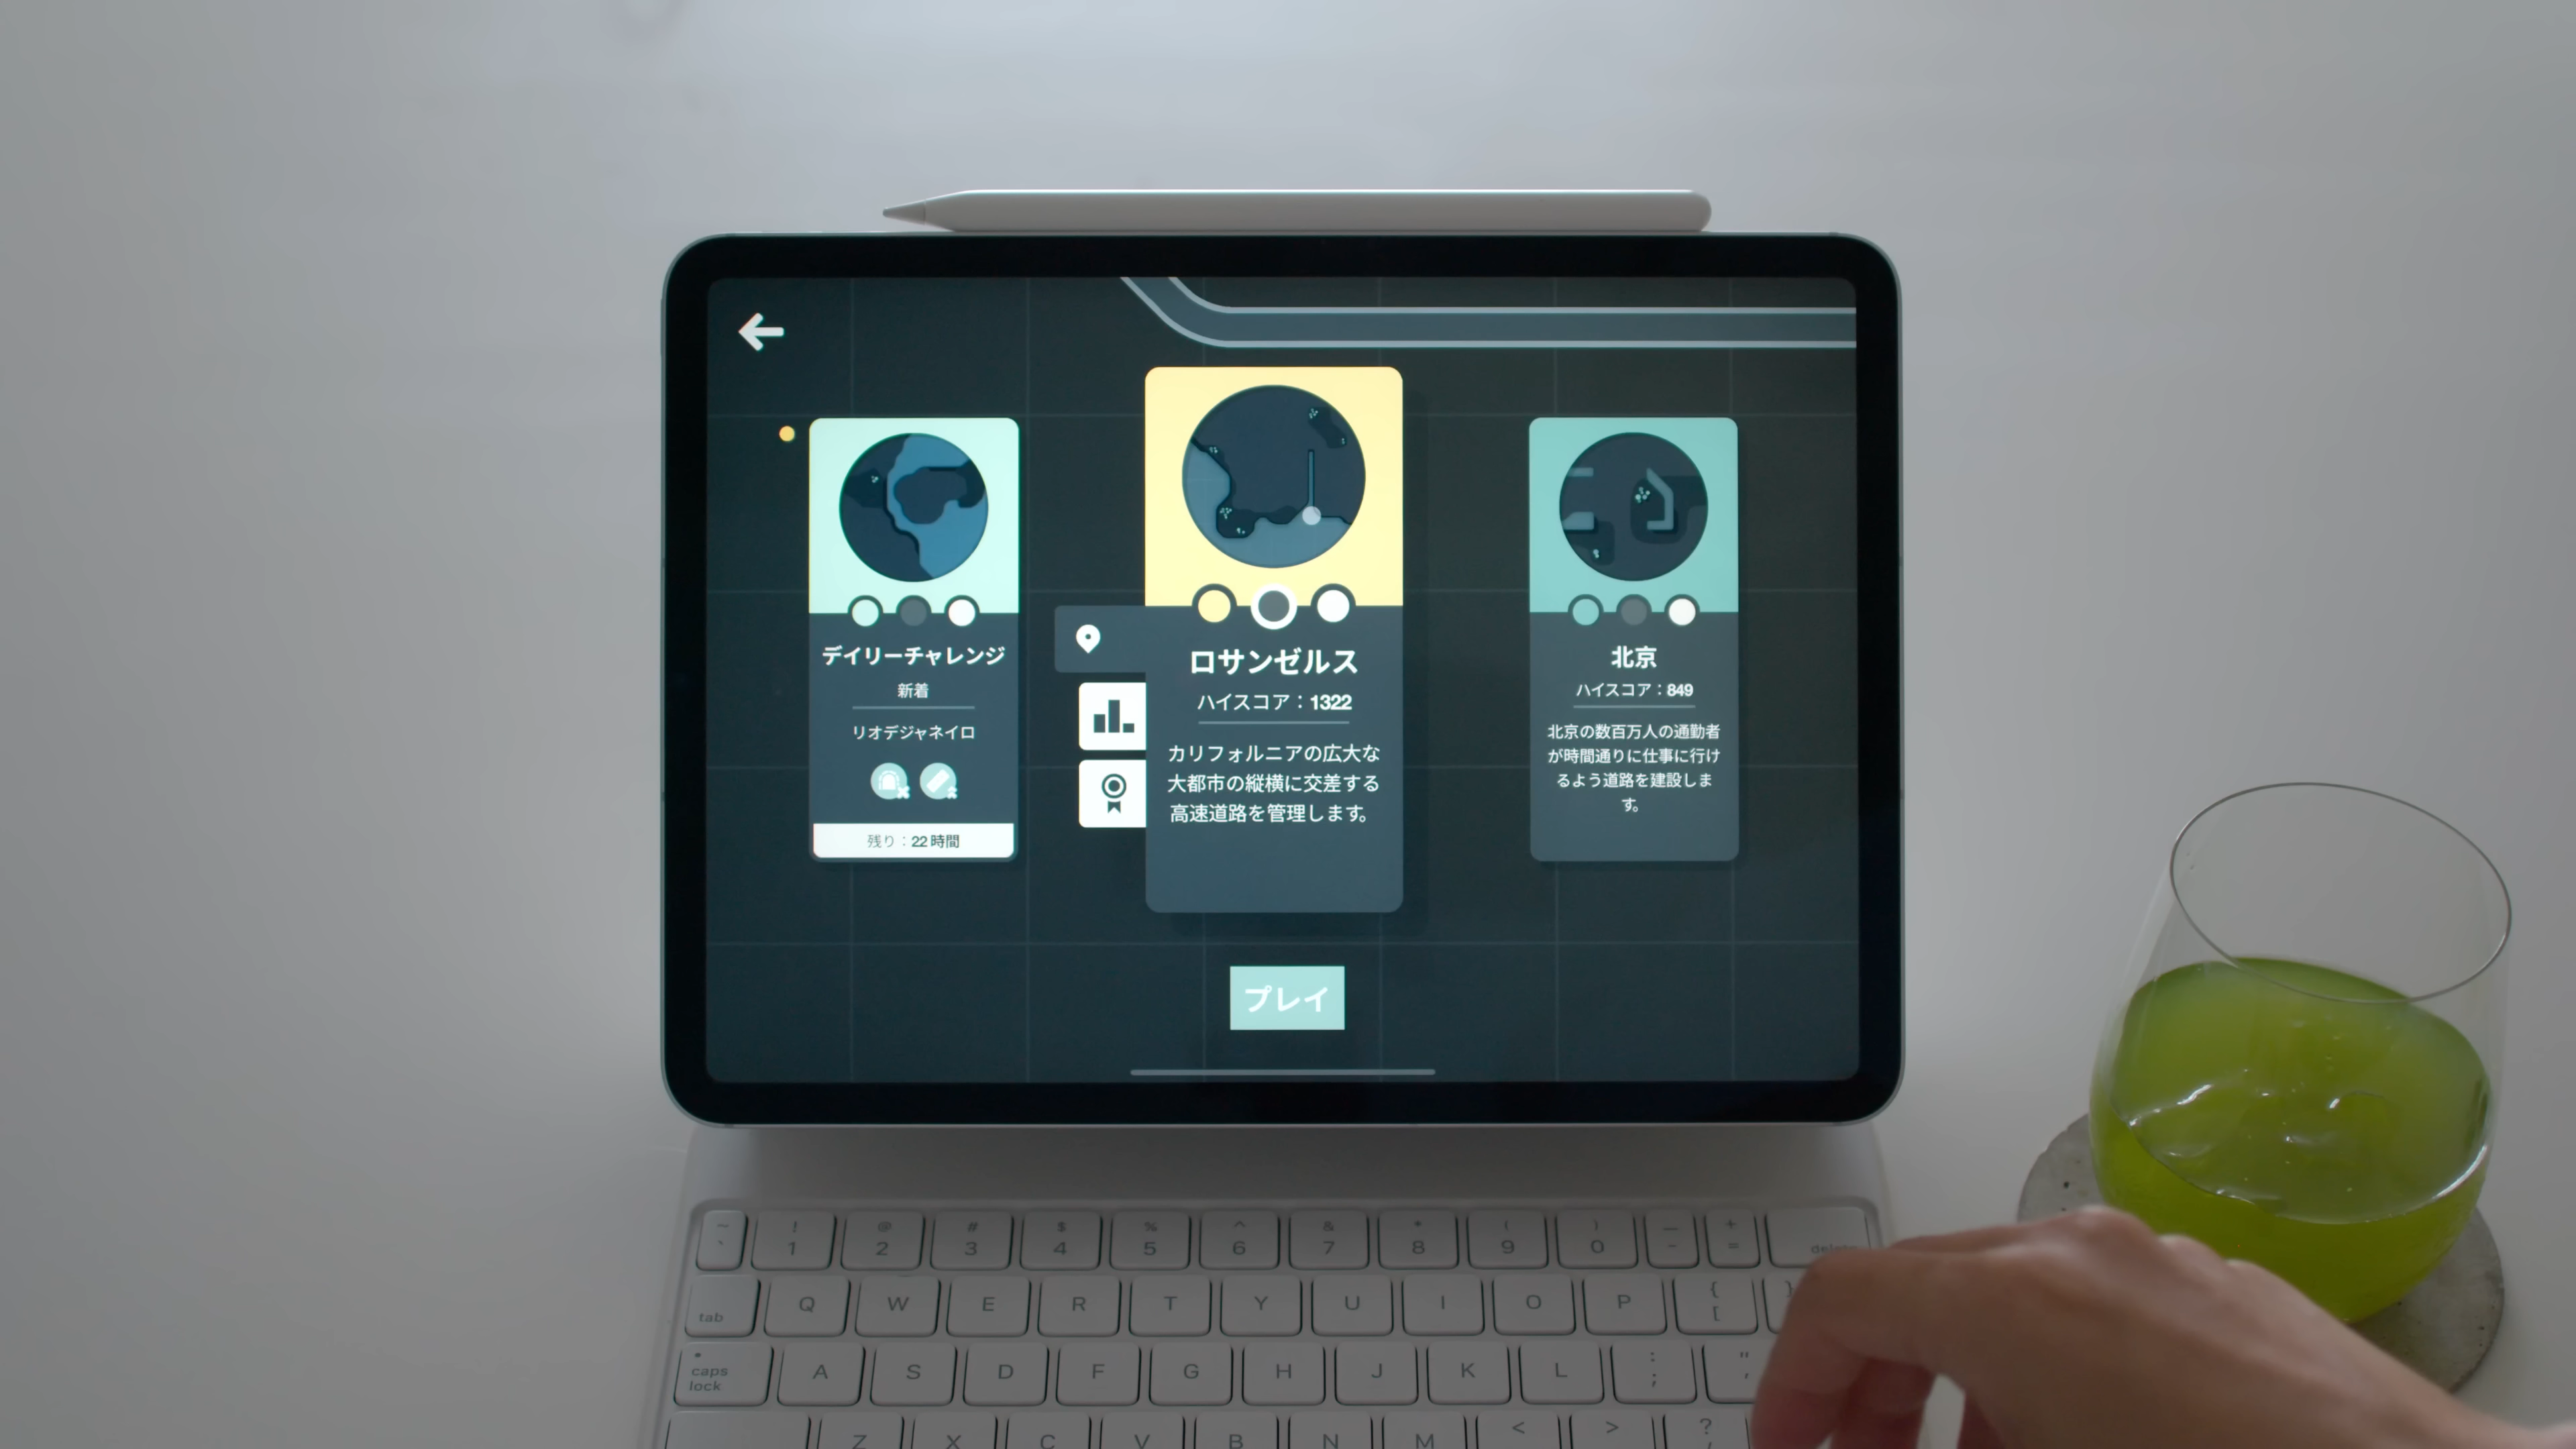 デイリーチャレンジ
新着
リオデジャネイロ
残り：22 時間
ロサンゼルス
ハイスコア：1322
カリフォルニアの広大な
大都市の縦横に交差する
高速道路を管理します。
北京
ハイスコア：849
北京の数百万人の通勤者
が時間通りに仕事に行け
るよう道路を建設しま
す。
プレイ
~ ! @ # $ % ^ & * ( ) — +
` 1 2 3 4 5 6 7 8 9 0 - = delete
tab Q W E R T Y U I O P { [ }
caps lock A S D F G H J K L : ; " '
Z X C V B N M < > ? /